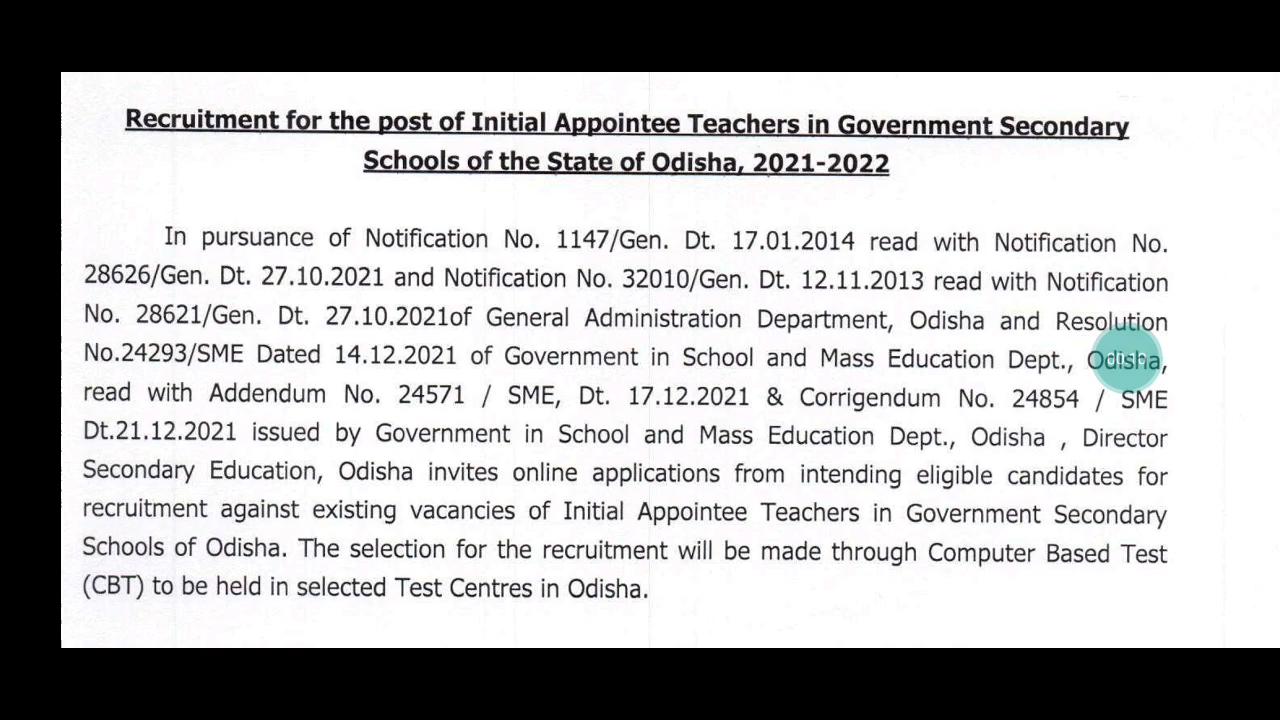 Recruitment for the post of Initial Appointee Teachers in Government Secondary
Schools of the State of Odisha, 2021-2022
In pursuance of Notification No. 1147/Gen. Dt. 17.01.2014 read with Notification No.
28626/Gen. Dt. 27.10.2021 and Notification No. 32010/Gen. Dt. 12.11.2013 read with Notification
No. 28621/Gen. Dt. 27.10.2021of General Administration Department, Odisha and Resolution
No.24293/SME Dated 14.12.2021 of Government in School and Mass Education Dept., Odisha,
read with Addendum No. 24571 / SME, Dt. 17.12.2021 & Corrigendum No. 24854 / SME
Dt.21.12.2021 issued by Government in School and Mass Education Dept., Odisha , Director
Secondary Education, Odisha invites online applications from intending eligible candidates for
recruitment against existing vacancies of Initial Appointee Teachers in Government Secondary
Schools of Odisha. The selection for the recruitment will be made through Computer Based Test
(CBT) to be held in selected Test Centres in Odisha.